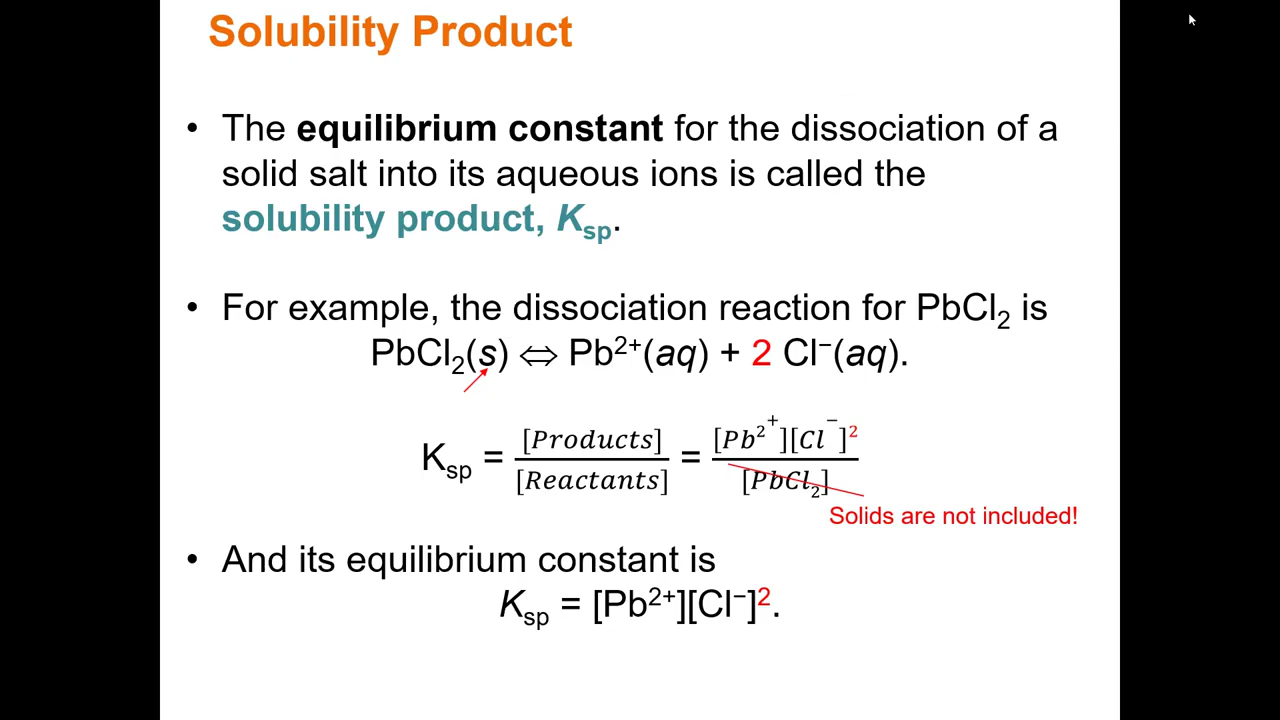 Solubility Product
• The equilibrium constant for the dissociation of a
solid salt into its aqueous ions is called the
solubility product, Ksp.
• For example, the dissociation reaction for PbCl₂ is
PbCl₂(s) ⇔ Pb²⁺(aq) + 2 Cl⁻(aq).
Ksp = [Products]/[Reactants] = [Pb²⁺][Cl⁻]²/[PbCl₂]
Solids are not included!
• And its equilibrium constant is
Ksp = [Pb²⁺][Cl⁻]².